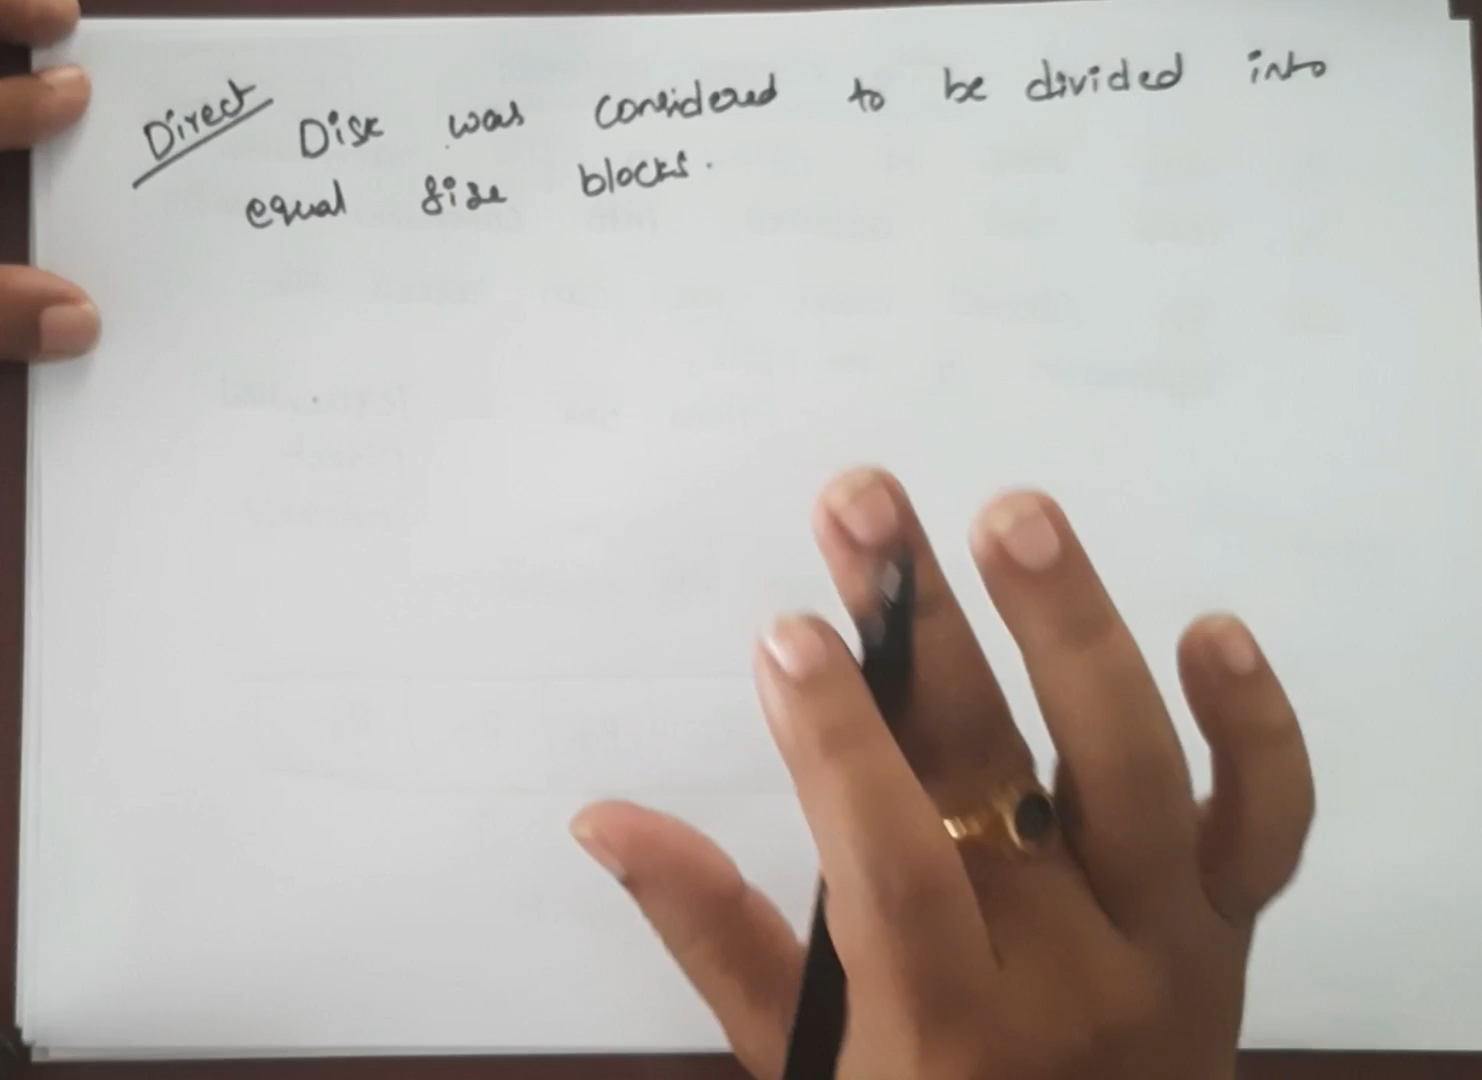 Direct Disk was considered to be divided into
equal size blocks.